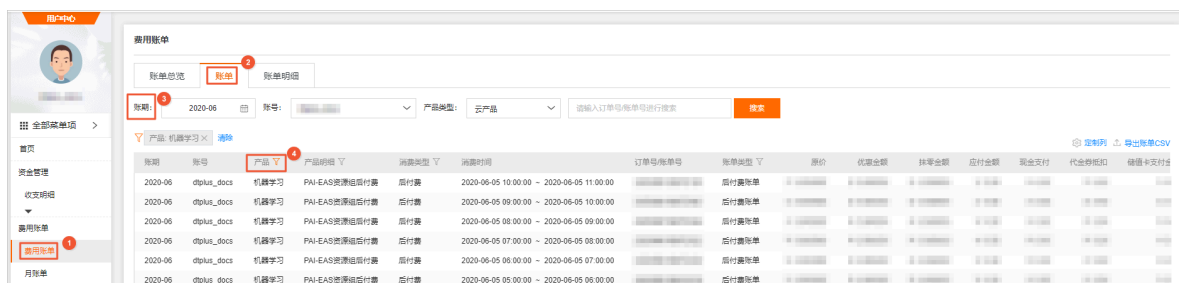 用户中心
全部菜单项 >
首页
资金管理
收支明细
费用账单
费用账单 1
月账单
费用账单
账单总览 账单 2 账单明细
账期: 3 2020-06 账号: 产品类型: 云产品 请输入订单号/账单号进行搜索 搜索
产品: 机器学习 × 清除
定制列 导出账单CSV
账期 账号 产品 4 产品明细 消费类型 消费时间 订单号/账单号 账单类型 原价 优惠金额 抹零金额 应付金额 现金支付 代金券抵扣 储值卡支付金
2020-06 dtplus_docs 机器学习 PAI-EAS资源组后付费 后付费 2020-06-05 10:00:00 ~ 2020-06-05 11:00:00 后付费账单
2020-06 dtplus_docs 机器学习 PAI-EAS资源组后付费 后付费 2020-06-05 09:00:00 ~ 2020-06-05 10:00:00 后付费账单
2020-06 dtplus_docs 机器学习 PAI-EAS资源组后付费 后付费 2020-06-05 08:00:00 ~ 2020-06-05 09:00:00 后付费账单
2020-06 dtplus_docs 机器学习 PAI-EAS资源组后付费 后付费 2020-06-05 07:00:00 ~ 2020-06-05 08:00:00 后付费账单
2020-06 dtplus_docs 机器学习 PAI-EAS资源组后付费 后付费 2020-06-05 06:00:00 ~ 2020-06-05 07:00:00 后付费账单
2020-06 dtplus_docs 机器学习 PAI-EAS资源组后付费 后付费 2020-06-05 05:00:00 ~ 2020-06-05 06:00:00 后付费账单